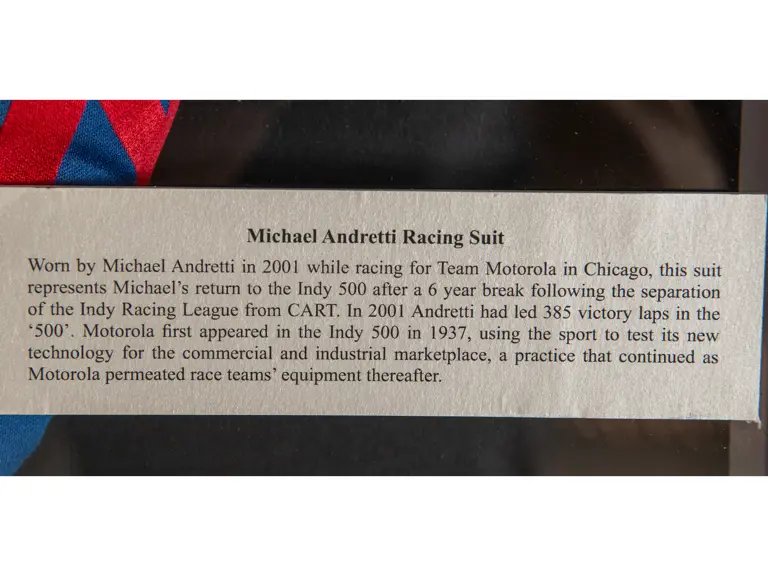 Michael Andretti Racing Suit
Worn by Michael Andretti in 2001 while racing for Team Motorola in Chicago, this suit
represents Michael’s return to the Indy 500 after a 6 year break following the separation
of the Indy Racing League from CART. In 2001 Andretti had led 385 victory laps in the
‘500’. Motorola first appeared in the Indy 500 in 1937, using the sport to test its new
technology for the commercial and industrial marketplace, a practice that continued as
Motorola permeated race teams’ equipment thereafter.